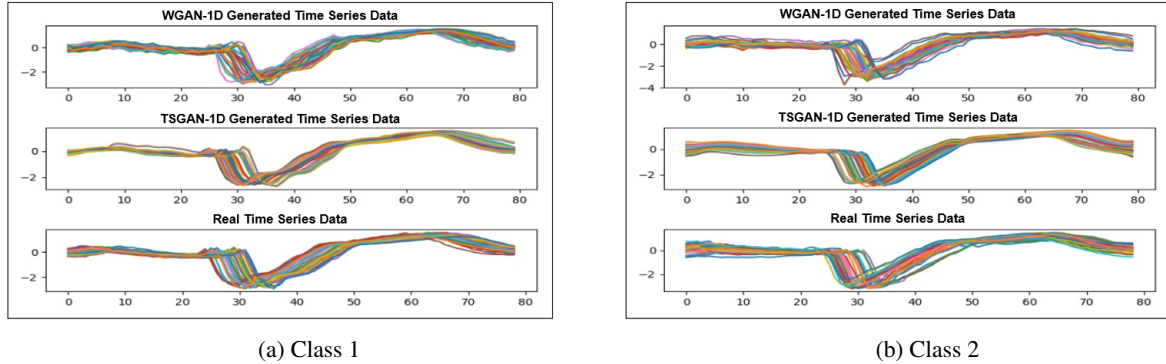 WGAN-1D Generated Time Series Data
0
−2
0 10 20 30 40 50 60 70 80
TSGAN-1D Generated Time Series Data
0
−2
0 10 20 30 40 50 60 70 80
Real Time Series Data
0
−2
0 10 20 30 40 50 60 70 80
(a) Class 1
WGAN-1D Generated Time Series Data
0
−2
−4
0 10 20 30 40 50 60 70 80
TSGAN-1D Generated Time Series Data
0
−2
0 10 20 30 40 50 60 70 80
Real Time Series Data
0
−2
0 10 20 30 40 50 60 70 80
(b) Class 2